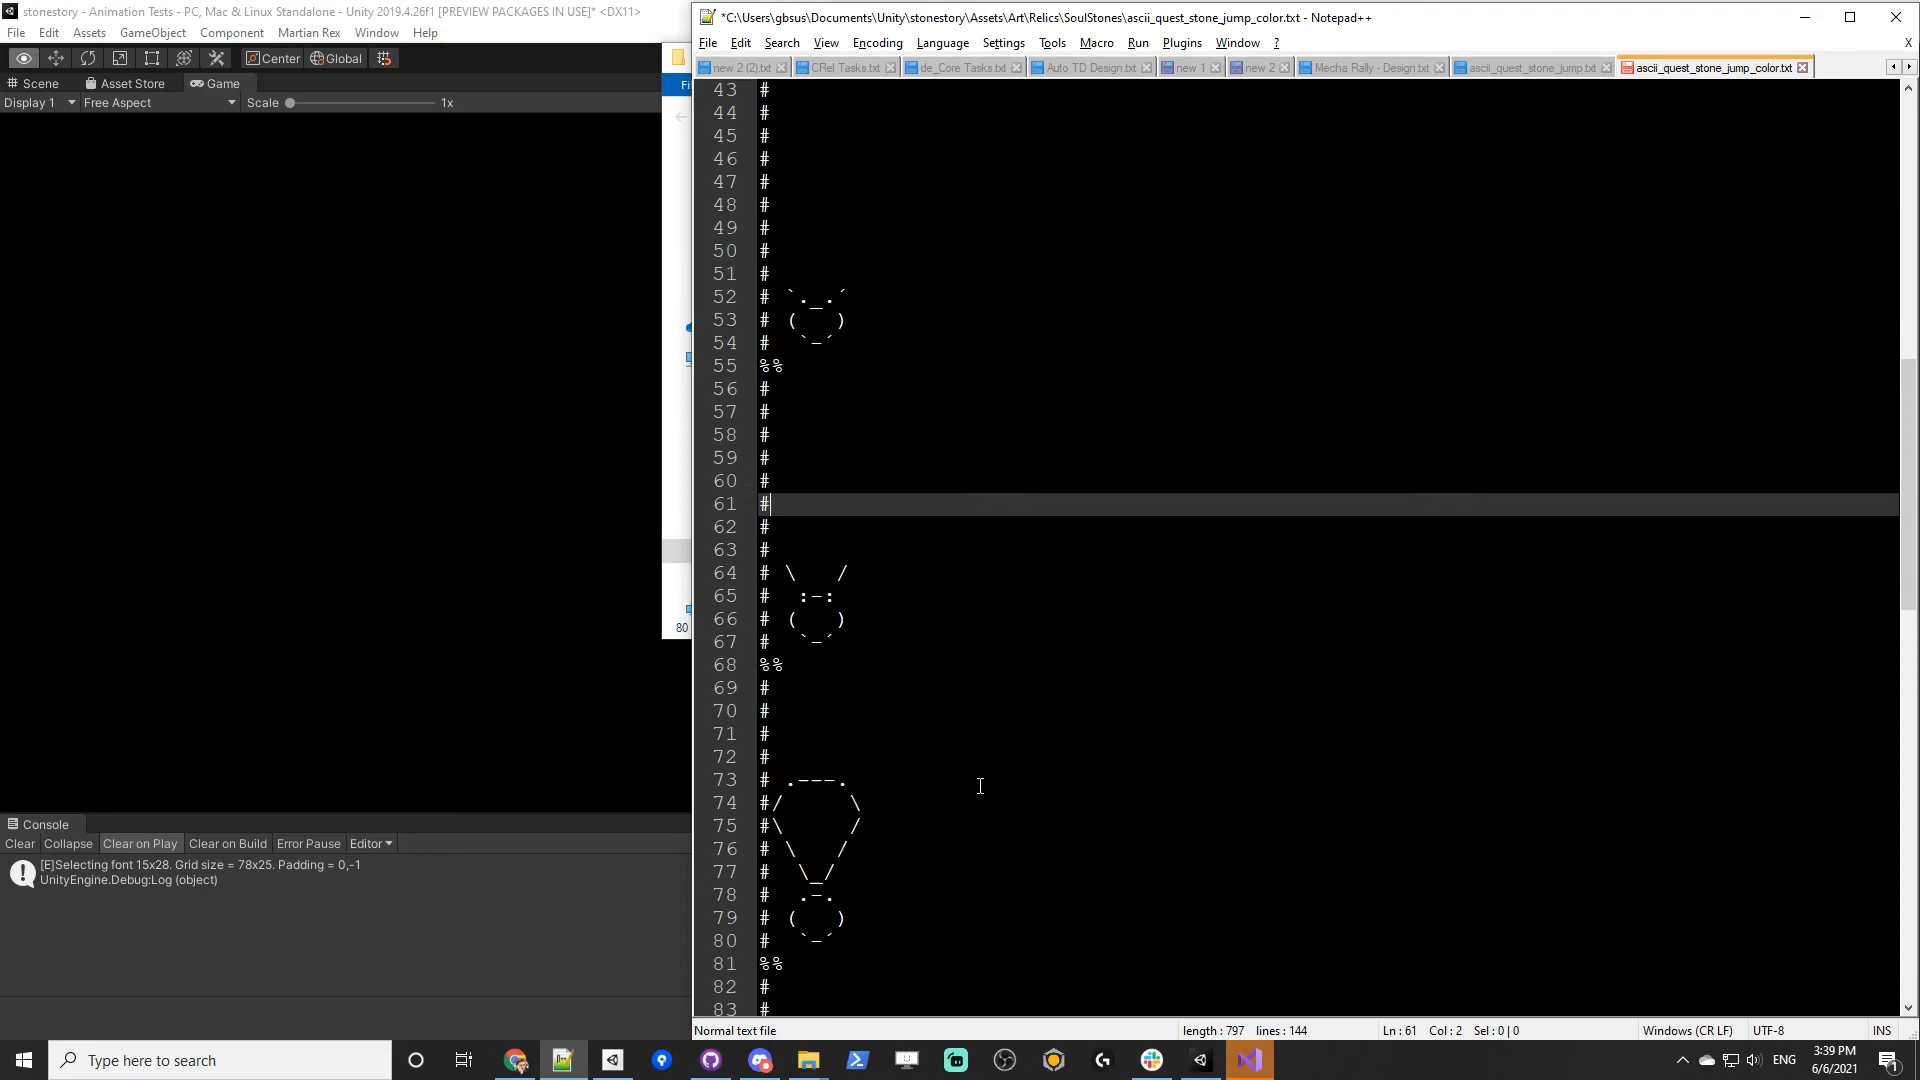 stonestory - Animation Tests - PC, Mac & Linux Standalone - Unity 2019.4.26f1 [PREVIEW PACKAGES IN USE]* <DX11>
File Edit Assets GameObject Component Martian Rex Window Help
Center Global
Scene Asset Store Game
Display 1 Free Aspect Scale 1x
Fi
80
Console
Clear Collapse Clear on Play Clear on Build Error Pause Editor
[E]Selecting font 15x28. Grid size = 78x25. Padding = 0,-1
UnityEngine.Debug:Log (object)
*C:\Users\gbsus\Documents\Unity\stonestory\Assets\Art\Relics\SoulStones\ascii_quest_stone_jump_color.txt - Notepad++
File Edit Search View Encoding Language Settings Tools Macro Run Plugins Window ? X
new 2 (2).txt CRel Tasks.txt de_Core Tasks.txt Auto TD Design.txt new 1 new 2 Mecha Rally - Design.txt ascii_quest_stone_jump.txt ascii_quest_stone_jump_color.txt
43 #
44 #
45 #
46 #
47 #
48 #
49 #
50 #
51 #
52 # `._.´
53 # (   )
54 #  `-´
55 %%
56 #
57 #
58 #
59 #
60 #
61 #
62 #
63 #
64 # \   /
65 #  :-:
66 # (   )
67 #  `-´
68 %%
69 #
70 #
71 #
72 #
73 # .---.
74 #/     \
75 #\     /
76 # \   /
77 #  \_/
78 #  .-.
79 # (   )
80 #  `-´
81 %%
82 #
83 #
Normal text file length : 797 lines : 144 Ln : 61 Col : 2 Sel : 0 | 0 Windows (CR LF) UTF-8 INS
Type here to search
ENG
3:39 PM
6/6/2021
1